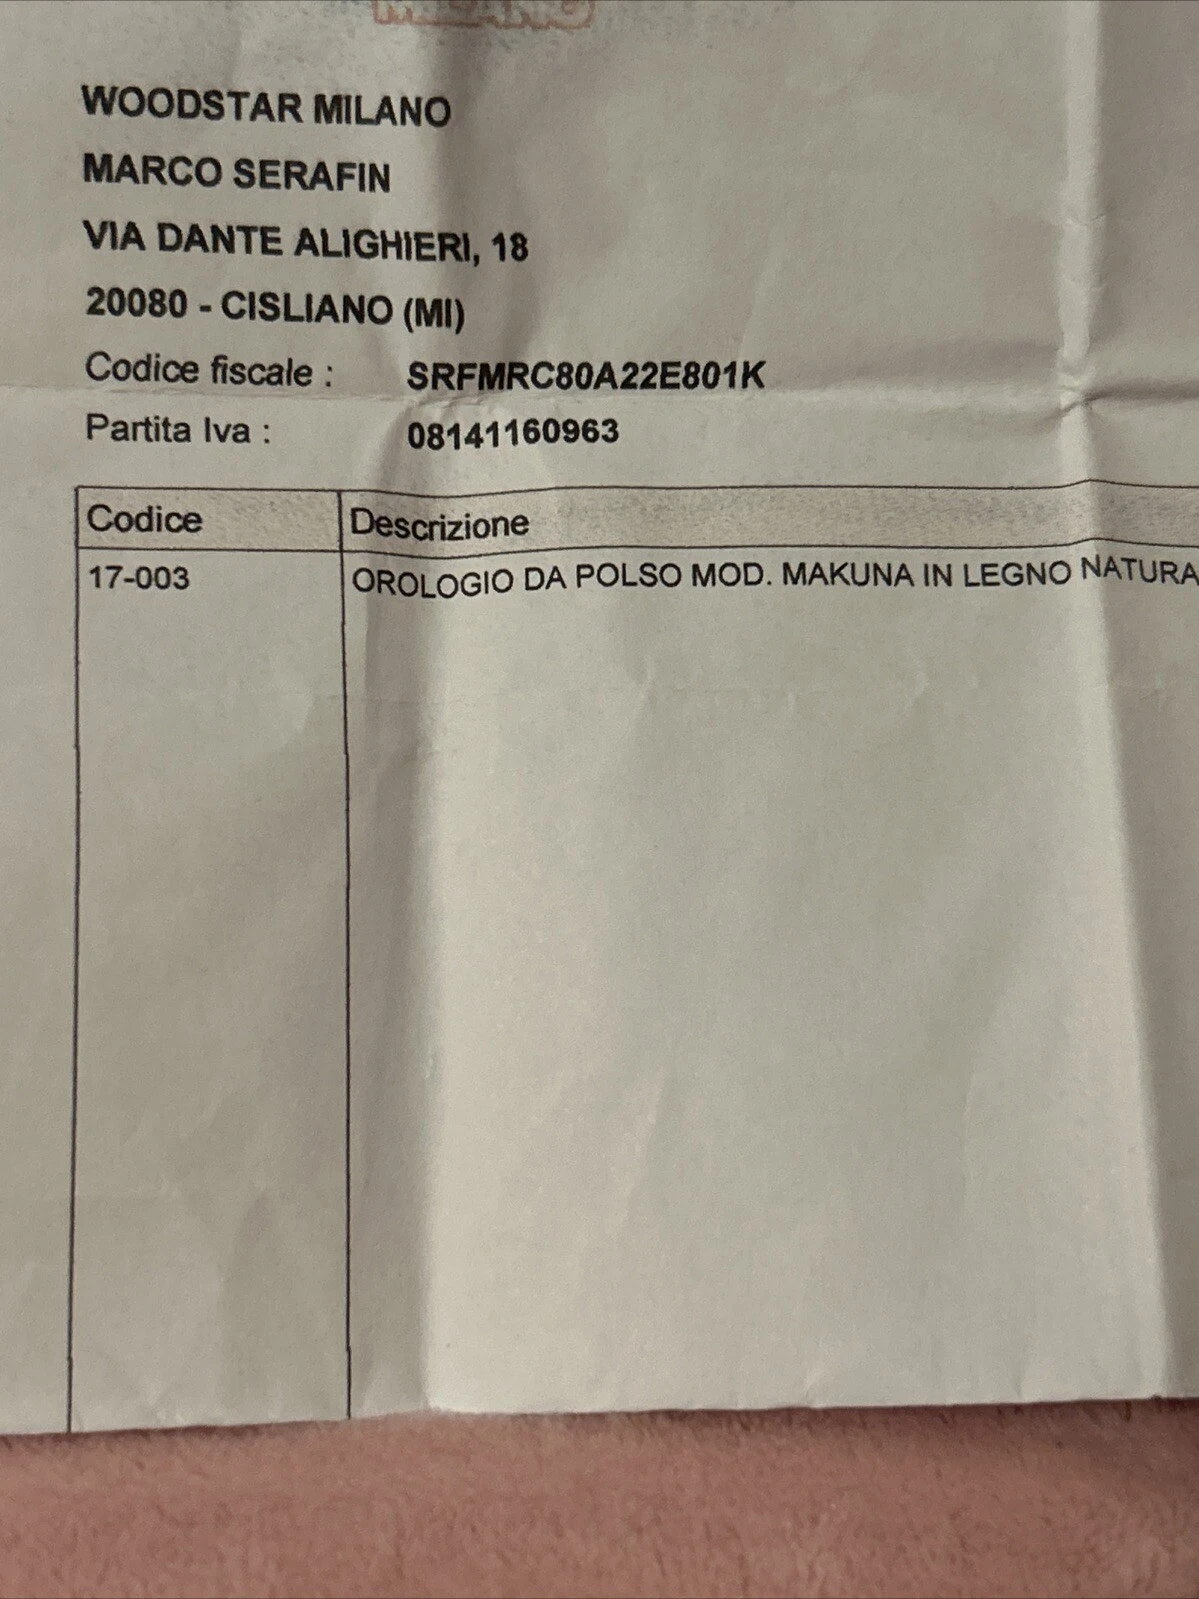 WOODSTAR MILANO
MARCO SERAFIN
VIA DANTE ALIGHIERI, 18
20080 - CISLIANO (MI)
Codice fiscale : SRFMRC80A22E801K
Partita Iva : 08141160963
Codice Descrizione
17-003 OROLOGIO DA POLSO MOD. MAKUNA IN LEGNO NATURA